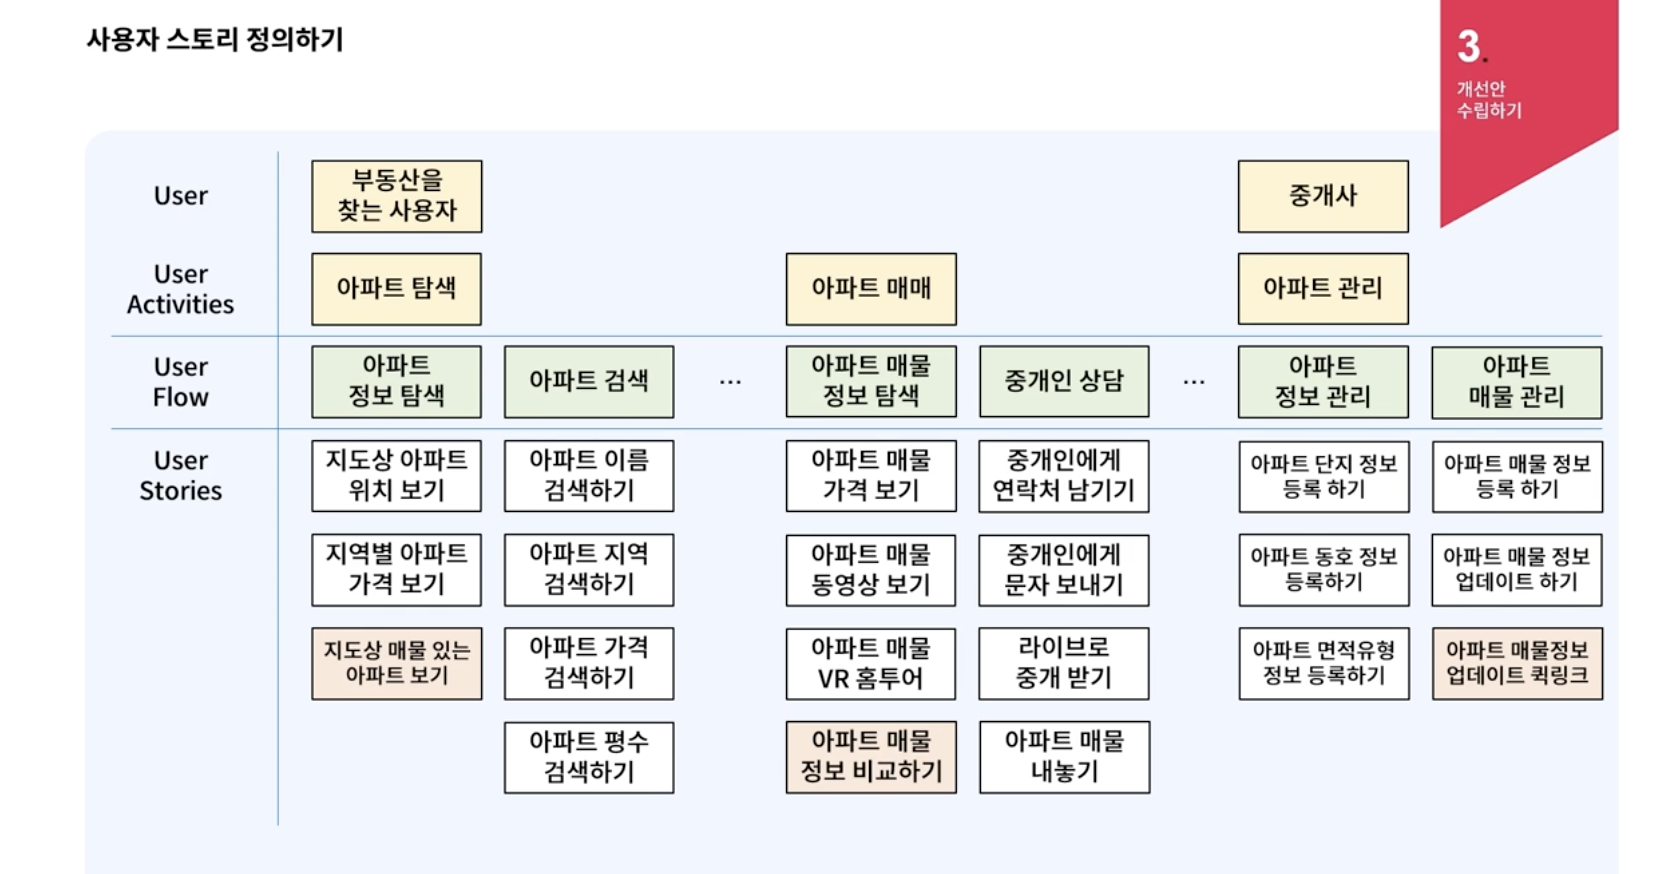 사용자 스토리 정의하기
3.
개선안
수립하기
User
부동산을
찾는 사용자
중개사
User
Activities
아파트 탐색
아파트 매매
아파트 관리
User
Flow
아파트
정보 탐색
아파트 검색
...
아파트 매물
정보 탐색
중개인 상담
...
아파트
정보 관리
아파트
매물 관리
User
Stories
지도상 아파트
위치 보기
아파트 이름
검색하기
아파트 매물
가격 보기
중개인에게
연락처 남기기
아파트 단지 정보
등록 하기
아파트 매물 정보
등록 하기
지역별 아파트
가격 보기
아파트 지역
검색하기
아파트 매물
동영상 보기
중개인에게
문자 보내기
아파트 동호 정보
등록하기
아파트 매물 정보
업데이트 하기
지도상 매물 있는
아파트 보기
아파트 가격
검색하기
아파트 매물
VR 홈투어
라이브로
중개 받기
아파트 면적유형
정보 등록하기
아파트 매물정보
업데이트 퀵링크
아파트 평수
검색하기
아파트 매물
정보 비교하기
아파트 매물
내놓기